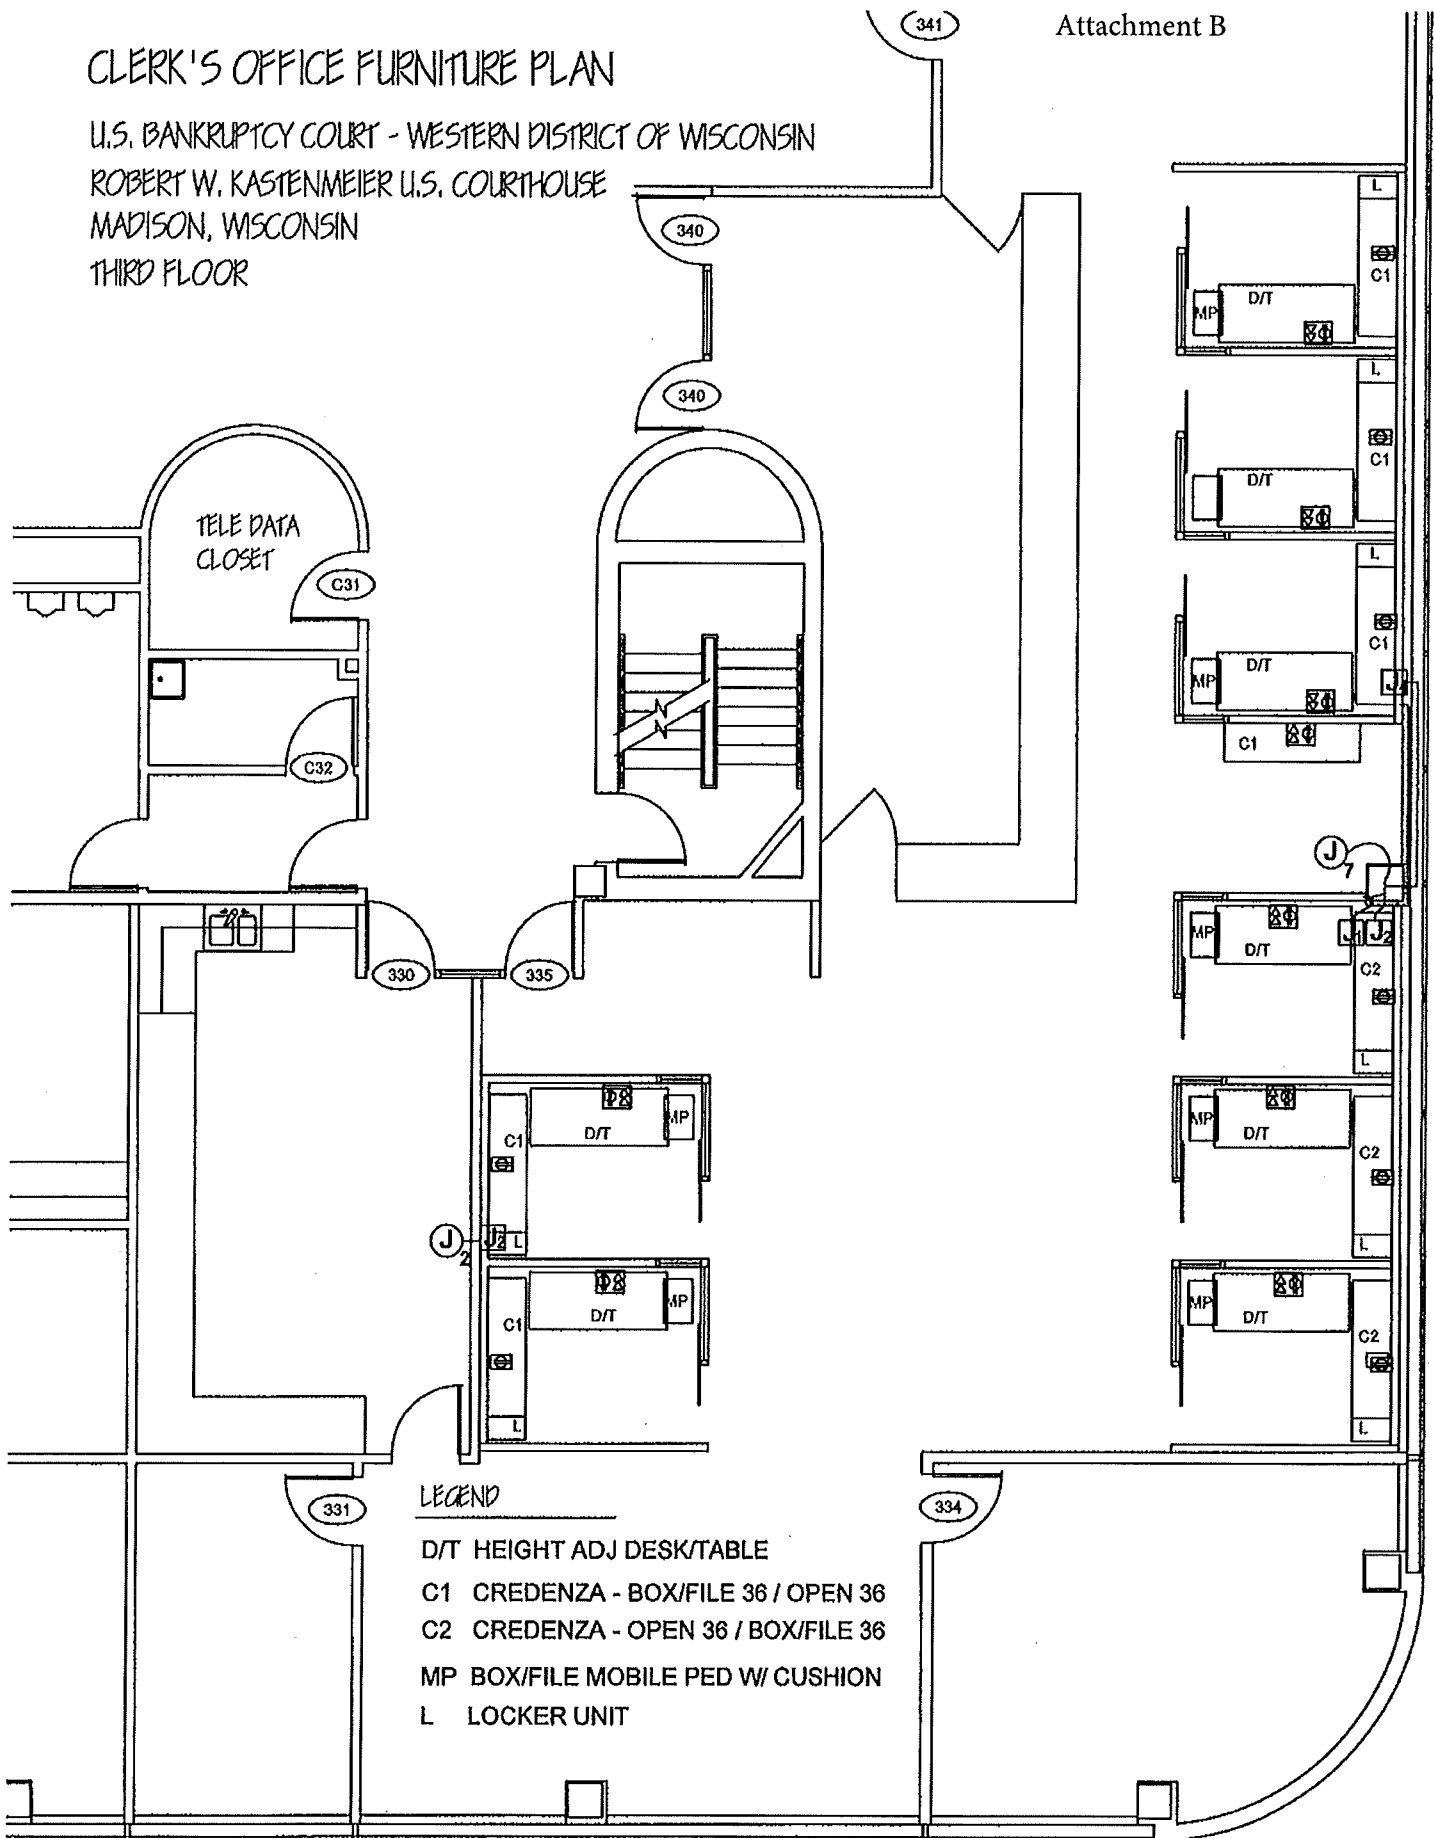 341
Attachment B
CLERK'S OFFICE FURNITURE PLAN
U.S. BANKRUPTCY COURT - WESTERN DISTRICT OF WISCONSIN
ROBERT W. KASTENMEIER U.S. COURTHOUSE
MADISON, WISCONSIN
THIRD FLOOR
340
L
C1
D/T
MP
340
L
C1
D/T
TELE DATA
CLOSET
C31
L
C1
D/T
MP
C1
C32
J
7
MP
D/T
J1
J2
C2
L
330
335
C1
D/T
MP
MP
D/T
C2
L
J
2
J2
L
C1
D/T
MP
L
MP
D/T
C2
L
331
334
LEGEND
D/T HEIGHT ADJ DESK/TABLE
C1 CREDENZA - BOX/FILE 36 / OPEN 36
C2 CREDENZA - OPEN 36 / BOX/FILE 36
MP BOX/FILE MOBILE PED W/ CUSHION
L LOCKER UNIT